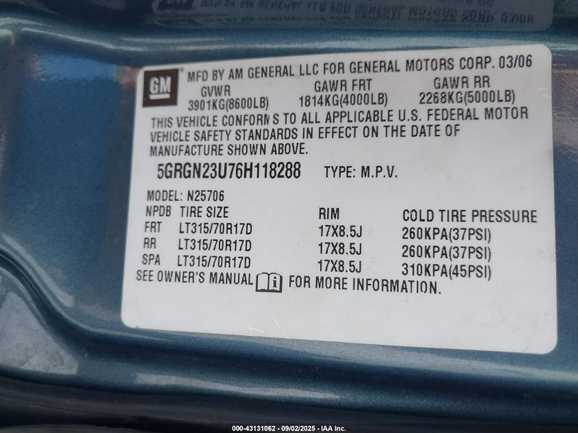 GM
MFD BY AM GENERAL LLC FOR GENERAL MOTORS CORP. 03/06
GVWR GAWR FRT GAWR RR
3901KG(8600LB) 1814KG(4000LB) 2268KG(5000LB)
THIS VEHICLE CONFORMS TO ALL APPLICABLE U.S. FEDERAL MOTOR
VEHICLE SAFETY STANDARDS IN EFFECT ON THE DATE OF
MANUFACTURE SHOWN ABOVE.
5GRGN23U76H118288 TYPE: M.P.V.
MODEL: N25706
NPDB TIRE SIZE RIM COLD TIRE PRESSURE
FRT LT315/70R17D 17X8.5J 260KPA(37PSI)
RR LT315/70R17D 17X8.5J 260KPA(37PSI)
SPA LT315/70R17D 17X8.5J 310KPA(45PSI)
SEE OWNER'S MANUAL FOR MORE INFORMATION.
000-43131062 - 09/02/2025 - IAA Inc.